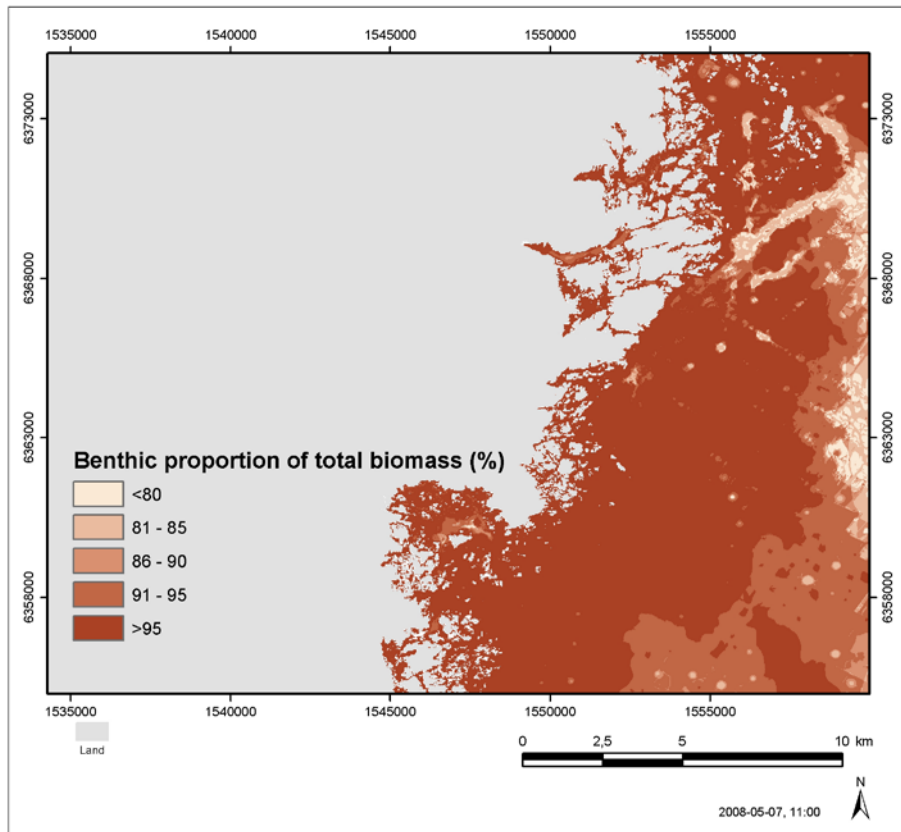 1535000 1540000 1545000 1550000 1555000
6373000 6373000
6368000 6368000
6363000 6363000
Benthic proportion of total biomass (%)
<80
81 - 85
86 - 90
91 - 95
>95
6358000 6358000
1535000 1540000 1545000 1550000 1555000
Land
0 2,5 5 10 km
N
2008-05-07, 11:00